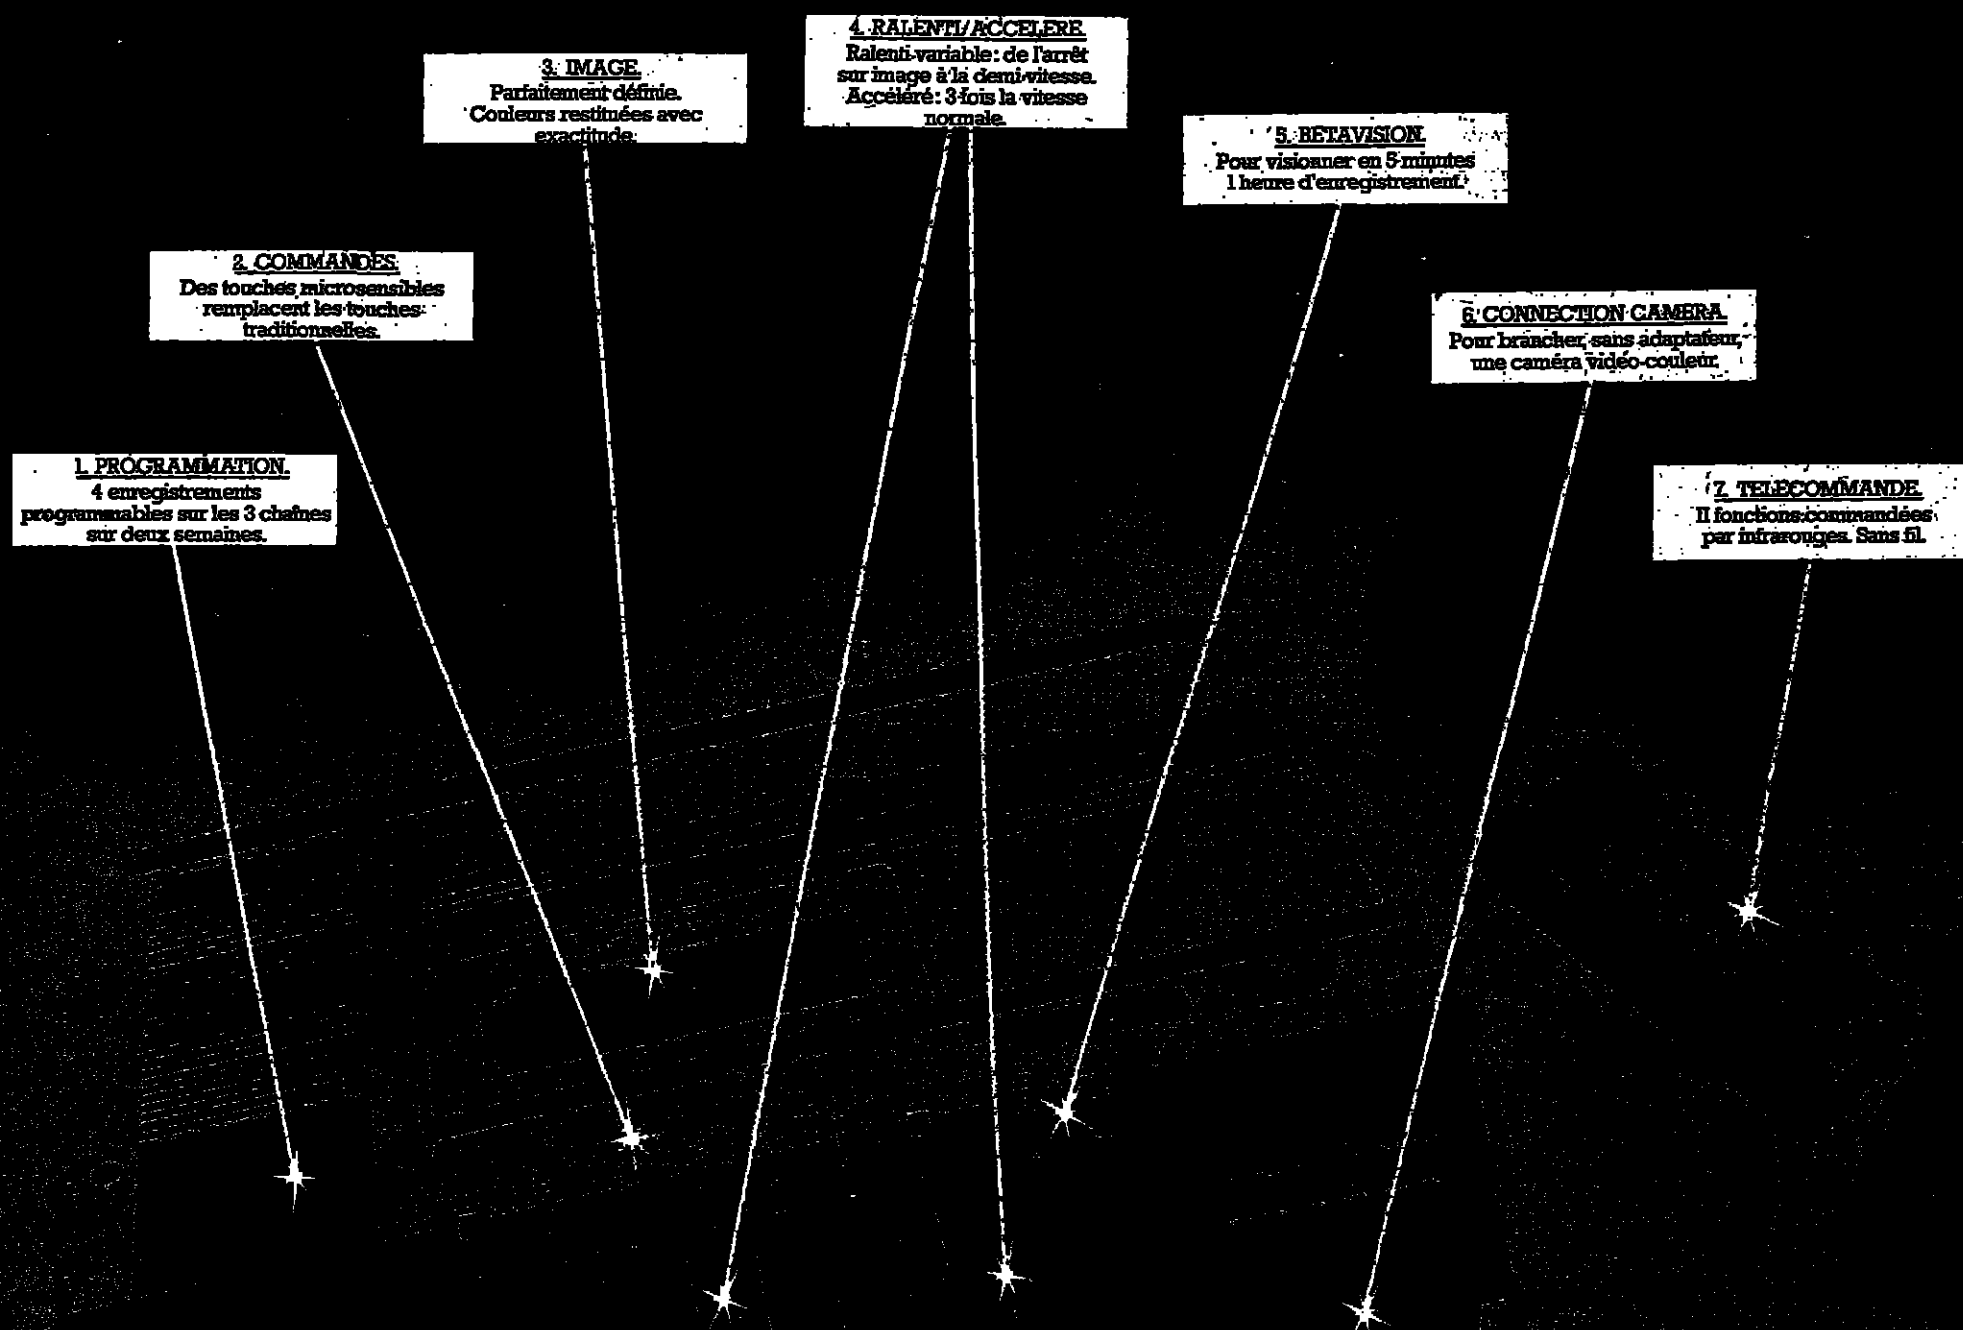 1. PROGRAMMATION.
4 enregistrements
programmables sur les 3 chaînes
sur deux semaines.
2. COMMANDES.
Des touches microsensibles
remplacent les touches
traditionnelles.
3. IMAGE.
Parfaitement définie.
Couleurs restituées avec
exactitude.
4. RALENTI/ACCELERE.
Ralenti variable: de l'arrêt
sur image à la demi-vitesse.
Accéléré: 3 fois la vitesse
normale.
5. BETAVISION.
Pour visionner en 5 minutes
1 heure d'enregistrement.
6. CONNECTION CAMERA.
Pour brancher, sans adaptateur,
une caméra vidéo-couleur.
7. TELECOMMANDE.
11 fonctions commandées
par infrarouges. Sans fil.